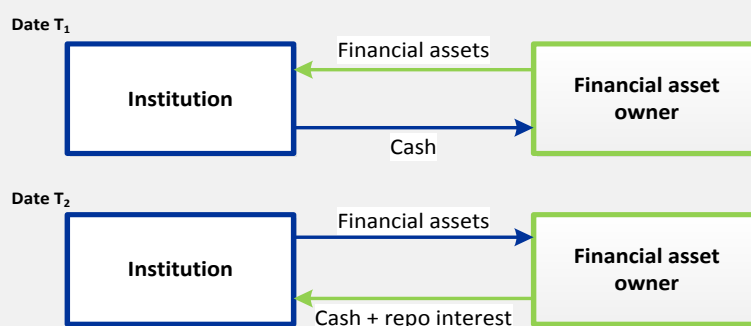 Date T₁
Financial assets
Institution
Financial asset
owner
Cash
Date T₂
Financial assets
Institution
Financial asset
owner
Cash + repo interest